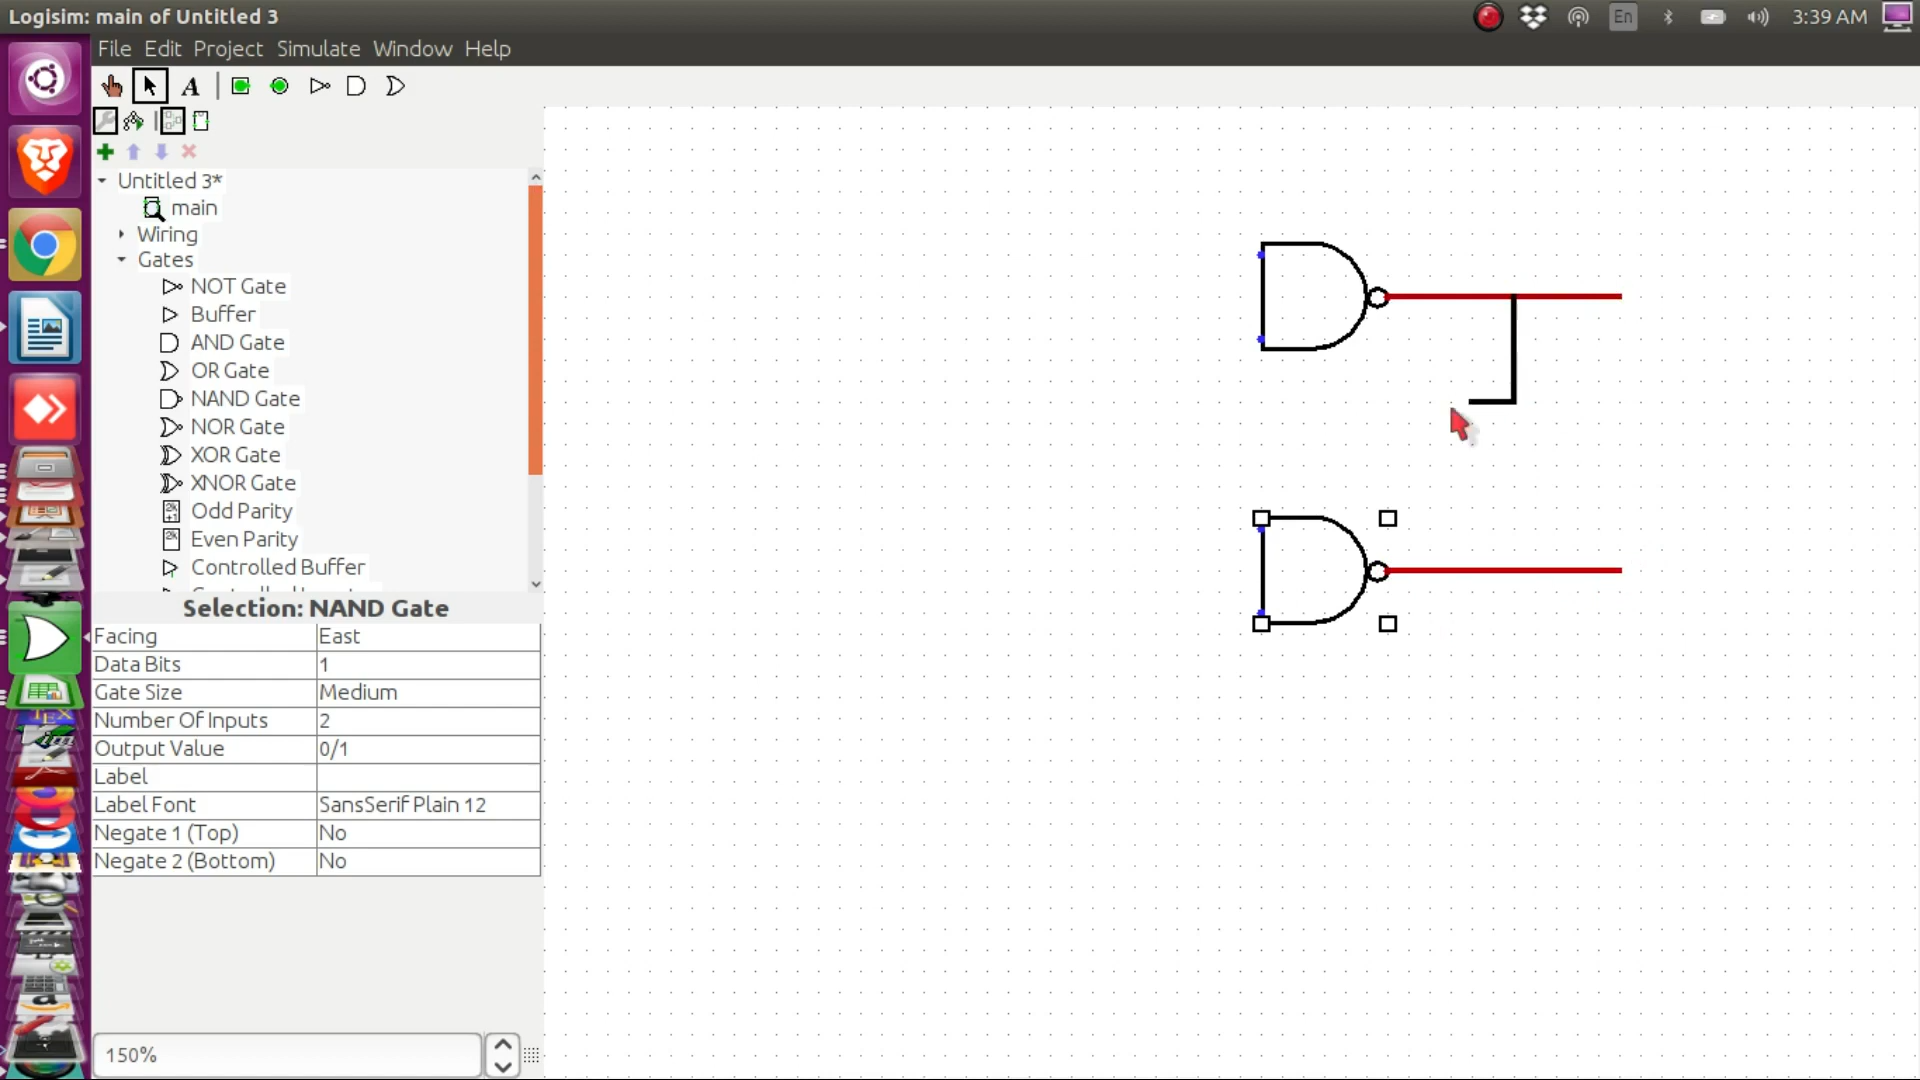 Logisim: main of Untitled 3
En
3:39 AM
File Edit Project Simulate Window Help
A
Untitled 3*
main
Wiring
Gates
NOT Gate
Buffer
AND Gate
OR Gate
NAND Gate
NOR Gate
XOR Gate
XNOR Gate
Odd Parity
Even Parity
Controlled Buffer
Selection: NAND Gate
Facing East
Data Bits 1
Gate Size Medium
Number Of Inputs 2
Output Value 0/1
Label
Label Font SansSerif Plain 12
Negate 1 (Top) No
Negate 2 (Bottom) No
150%